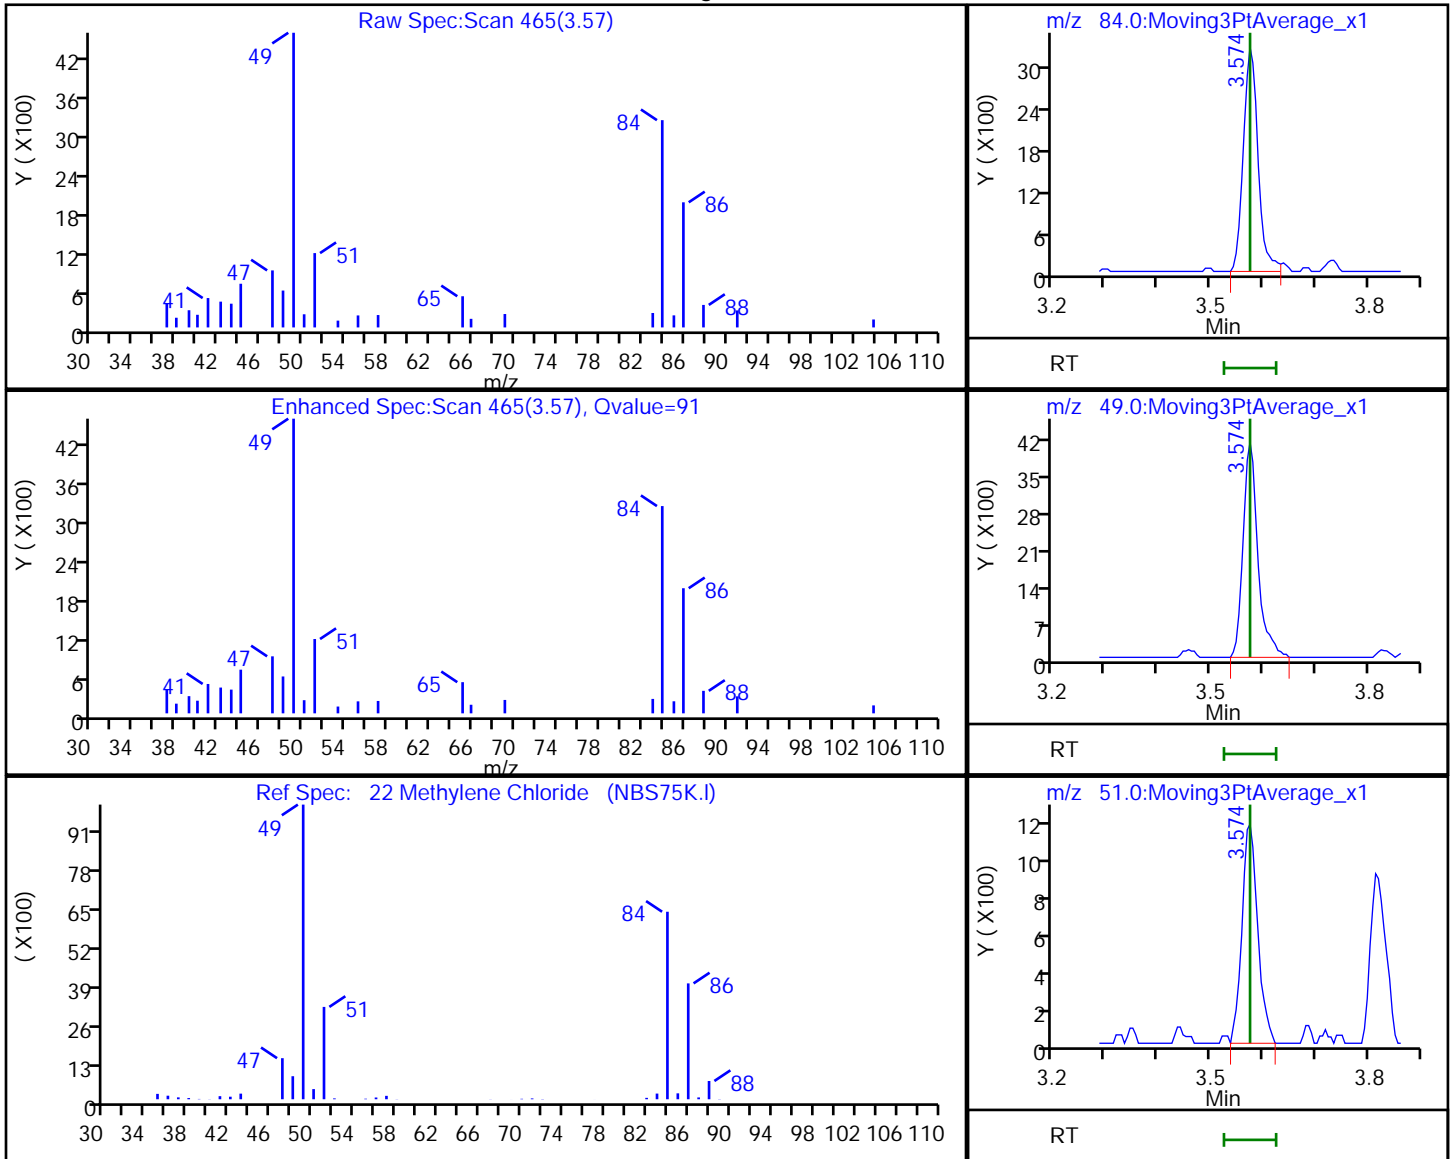 Raw Spec:Scan 465(3.57)
Y ( X100)
42
36
30
24
18
12
6
0
49
84
86
47
51
41
65
88
30 34 38 42 46 50 54 58 62 66 70 74 78 82 86 90 94 98 102 106 110
m/z
m/z 84.0:Moving3PtAverage_x1
Y ( X100)
30
24
18
12
6
0
3.574
3.2 3.5 3.8
Min
RT
Enhanced Spec:Scan 465(3.57), Qvalue=91
Y ( X100)
42
36
30
24
18
12
6
0
49
84
86
47
51
41
65
88
30 34 38 42 46 50 54 58 62 66 70 74 78 82 86 90 94 98 102 106 110
m/z
m/z 49.0:Moving3PtAverage_x1
Y ( X100)
42
35
28
21
14
7
0
3.574
3.2 3.5 3.8
Min
RT
Ref Spec: 22 Methylene Chloride (NBS75K.l)
( X100)
91
78
65
52
39
26
13
0
49
84
86
51
47
88
30 34 38 42 46 50 54 58 62 66 70 74 78 82 86 90 94 98 102 106 110
m/z 51.0:Moving3PtAverage_x1
Y ( X100)
12
10
8
6
4
2
0
3.574
3.2 3.5 3.8
Min
RT